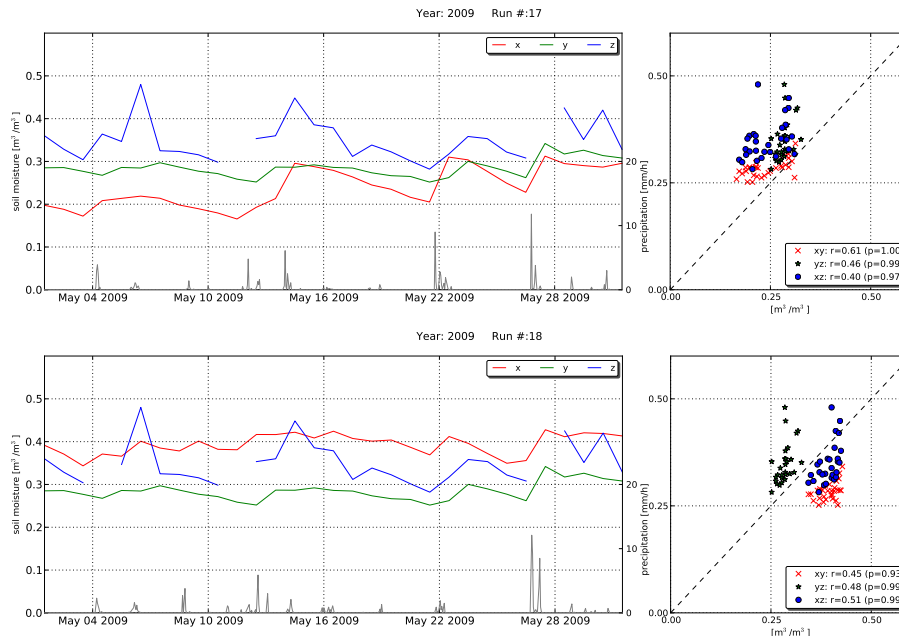 Year: 2009 Run #:17
x y z
0.5
0.4
0.3
0.2
0.1
0.0
soil moisture [m³/m³]
20
10
0
precipitation [mm/h]
May 04 2009 May 10 2009 May 16 2009 May 22 2009 May 28 2009
0.50
0.25
0.00
xy: r=0.61 (p=1.00
yz: r=0.46 (p=0.99
xz: r=0.40 (p=0.97
0.00 0.25 0.50
[m³/m³]
Year: 2009 Run #:18
x y z
0.5
0.4
0.3
0.2
0.1
0.0
soil moisture [m³/m³]
20
10
0
precipitation [mm/h]
May 04 2009 May 10 2009 May 16 2009 May 22 2009 May 28 2009
0.50
0.25
0.00
xy: r=0.45 (p=0.93
yz: r=0.48 (p=0.99
xz: r=0.51 (p=0.99
0.00 0.25 0.50
[m³/m³]